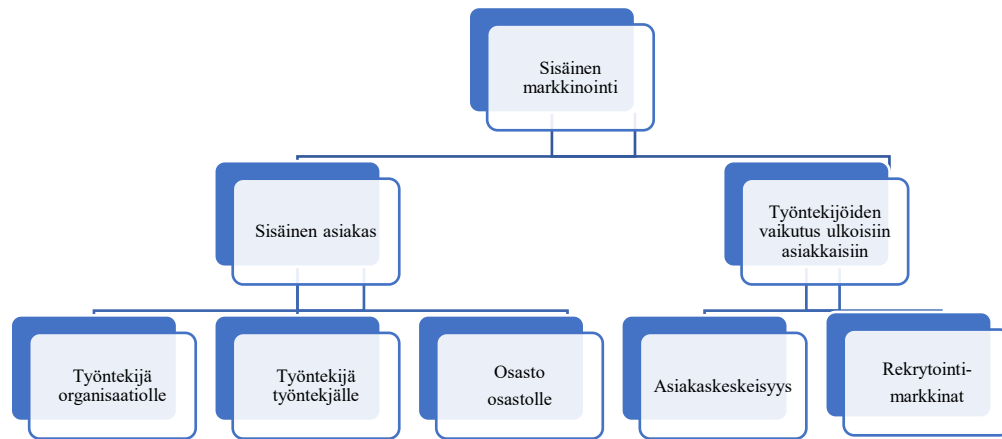 Sisäinen
markkinointi
Sisäinen asiakas
Työntekijöiden
vaikutus ulkoisiin
asiakkaisiin
Työntekijä
organisaatiolle
Työntekijä
työntekjälle
Osasto
osastolle
Asiakaskeskeisyys
Rekrytointi-
markkinat